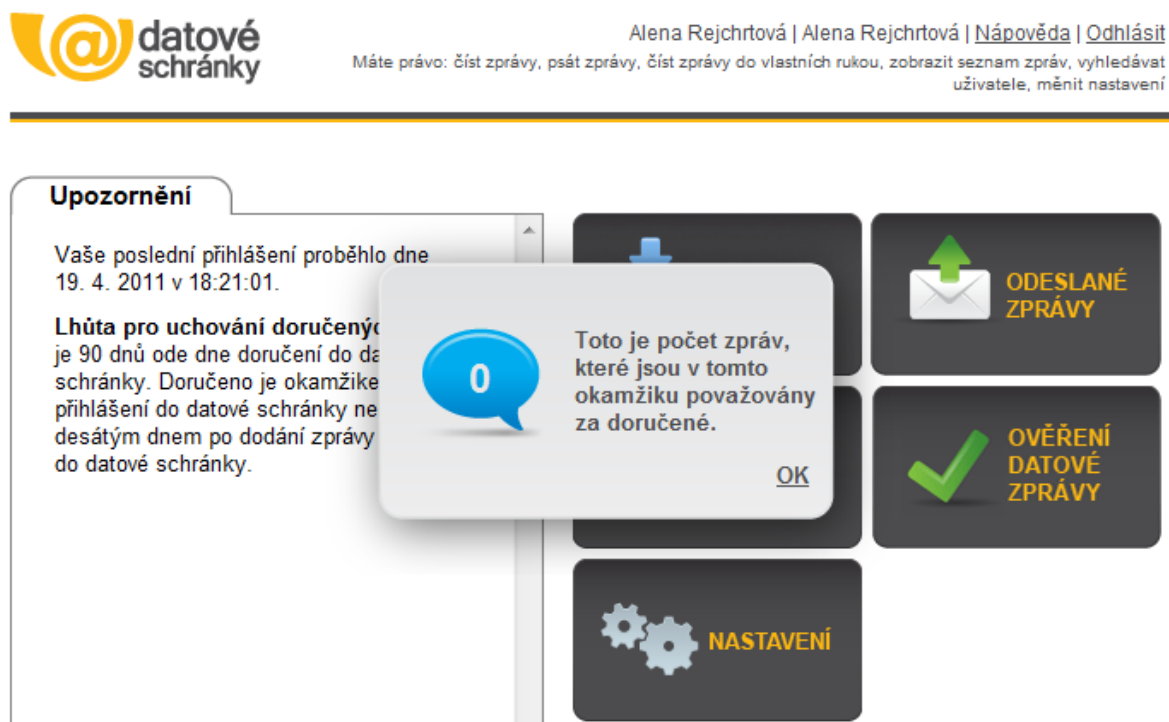 datové
schránky
Alena Rejchrtová | Alena Rejchrtová | Nápověda | Odhlásit
Máte právo: číst zprávy, psát zprávy, číst zprávy do vlastních rukou, zobrazit seznam zpráv, vyhledávat
uživatele, měnit nastavení
Upozornění
Vaše poslední přihlášení proběhlo dne
19. 4. 2011 v 18:21:01.
Lhůta pro uchování
je 90 dnů ode dne doručení do
schránky. Doručeno je
přihlášení do datové schránky
desátým dnem po dodání zprávy
do datové schránky.
0
Toto je počet zpráv,
které jsou v tomto
okamžiku považovány
za doručené.
OK
ODESLANÉ
ZPRÁVY
OVĚŘENÍ
DATOVÉ
ZPRÁVY
NASTAVENÍ